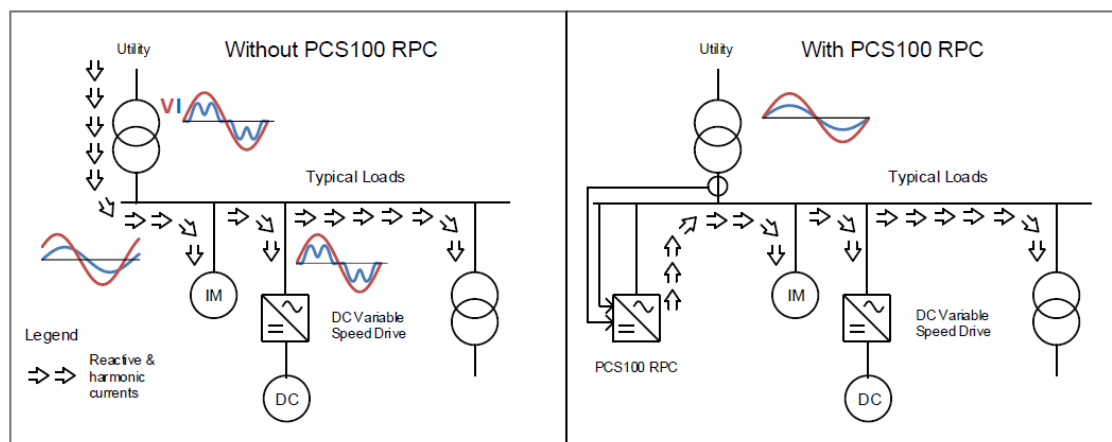 Utility
Without PCS100 RPC
VI
Typical Loads
IM
DC Variable
Speed Drive
Legend
Reactive &
harmonic
currents
DC
Utility
With PCS100 RPC
Typical Loads
IM
DC Variable
Speed Drive
PCS100 RPC
DC